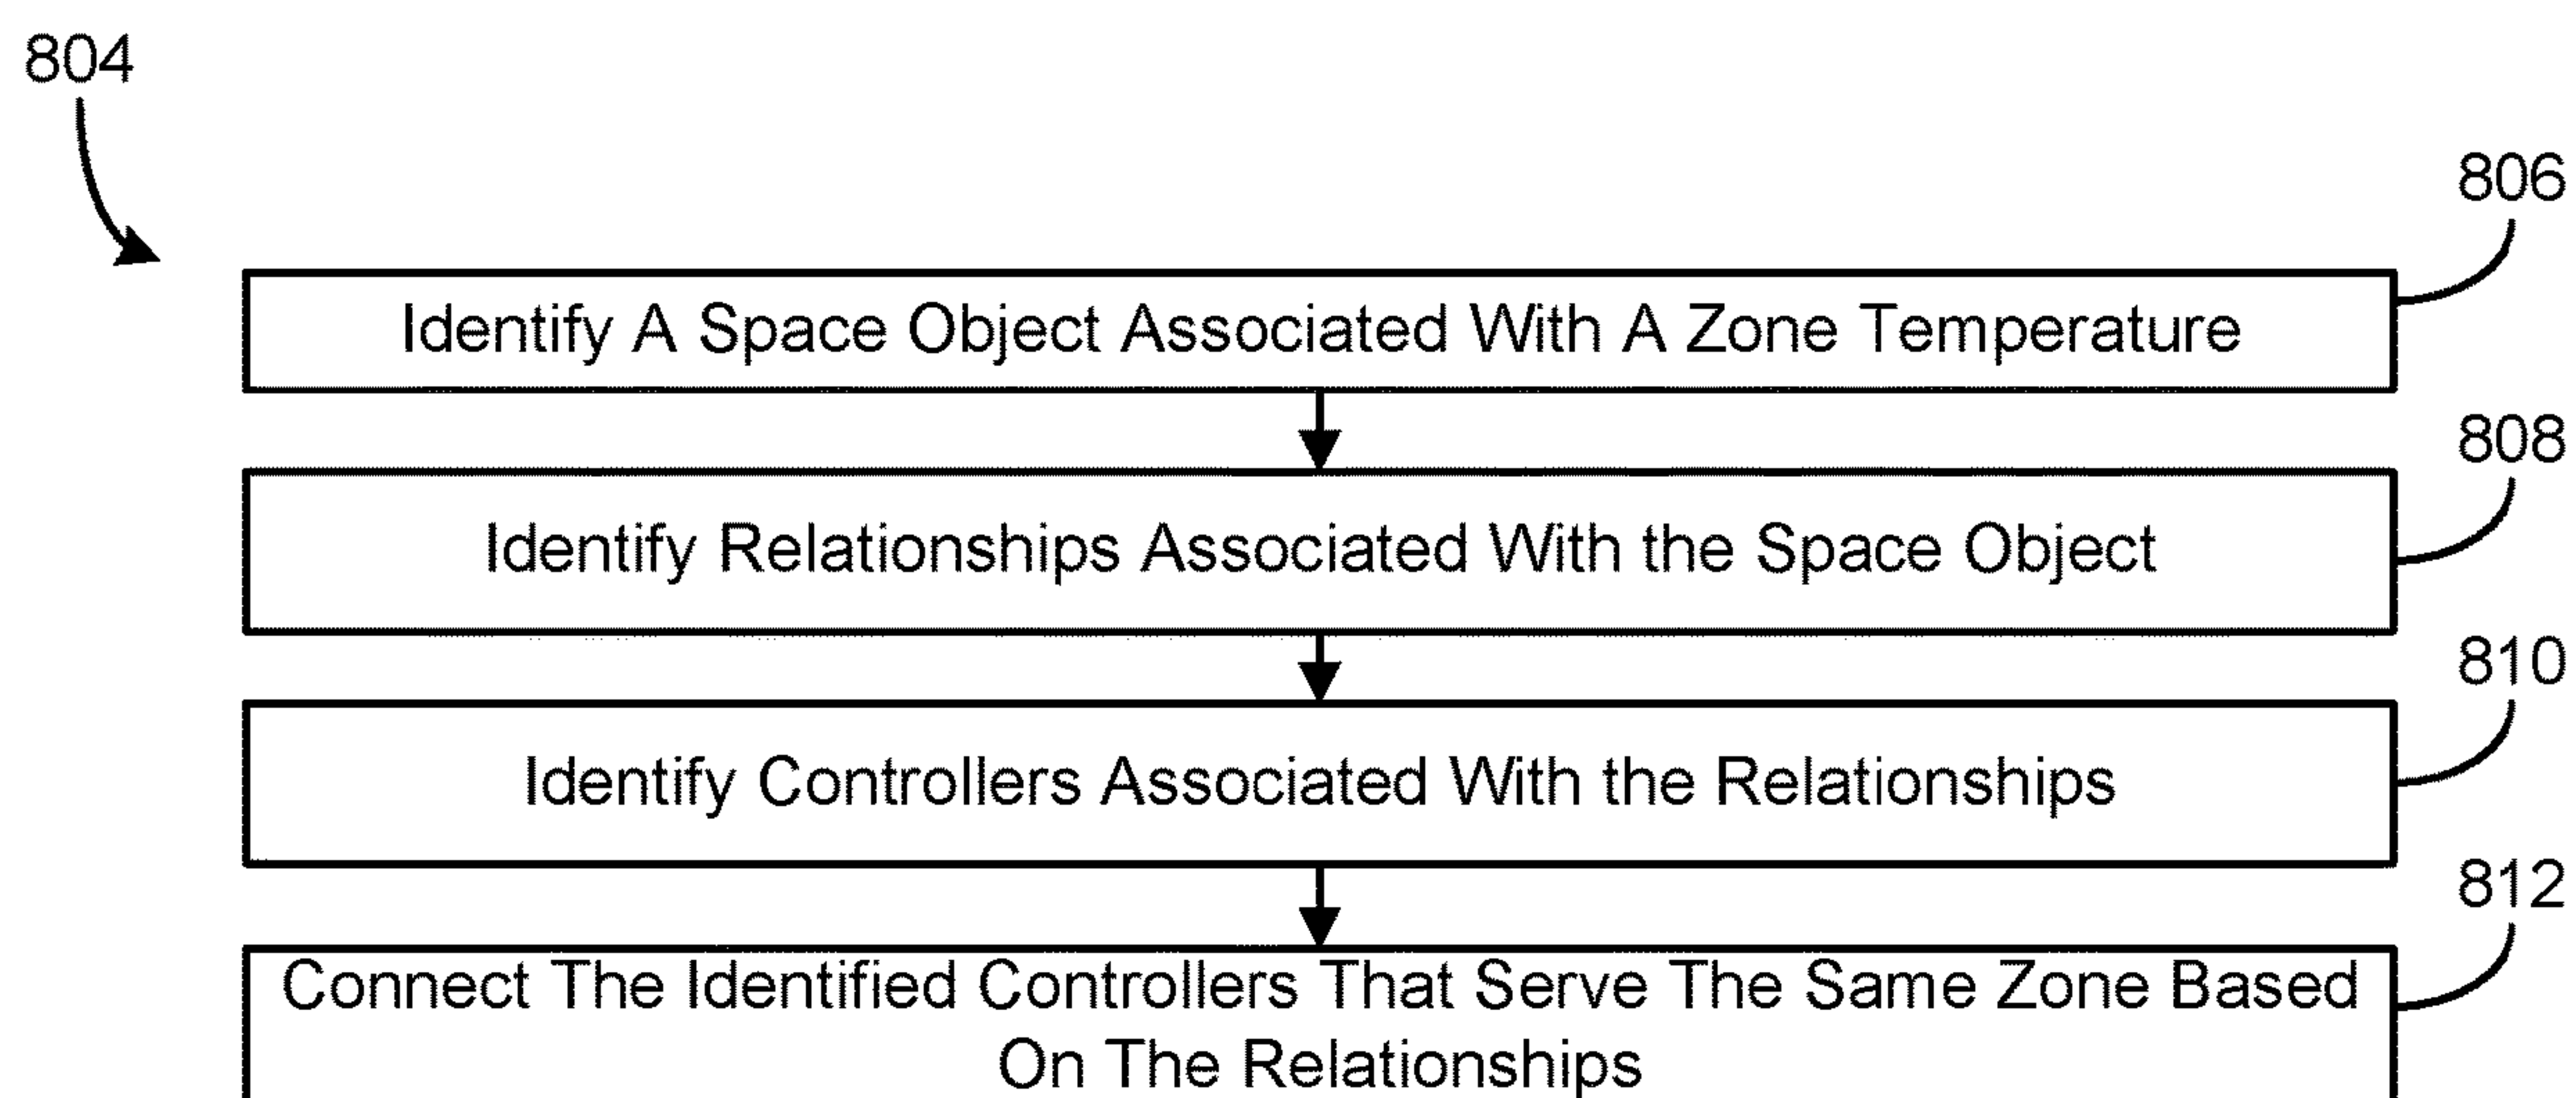 804
806
Identify A Space Object Associated With A Zone Temperature
808
Identify Relationships Associated With the Space Object
810
Identify Controllers Associated With the Relationships
812
Connect The Identified Controllers That Serve The Same Zone Based
On The Relationships